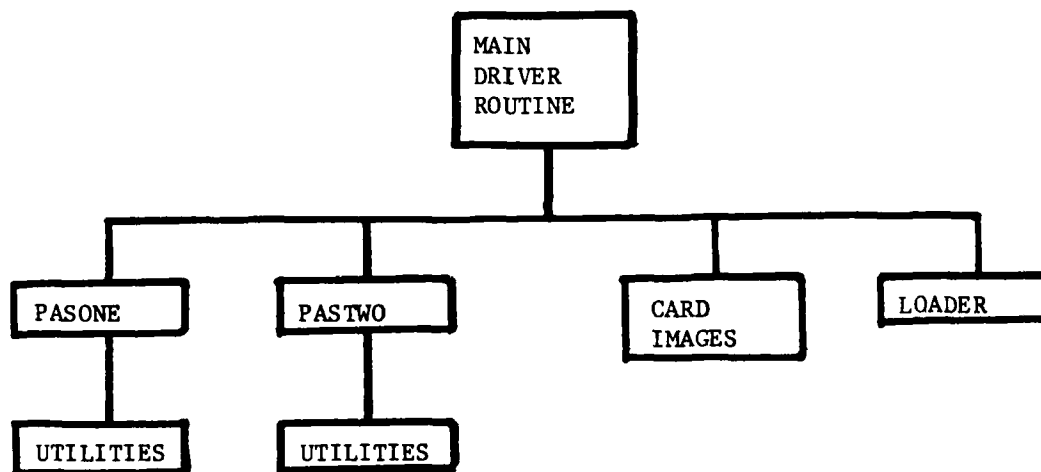 MAIN
DRIVER
ROUTINE
PASONE
PASTWO
CARD
IMAGES
LOADER
UTILITIES
UTILITIES